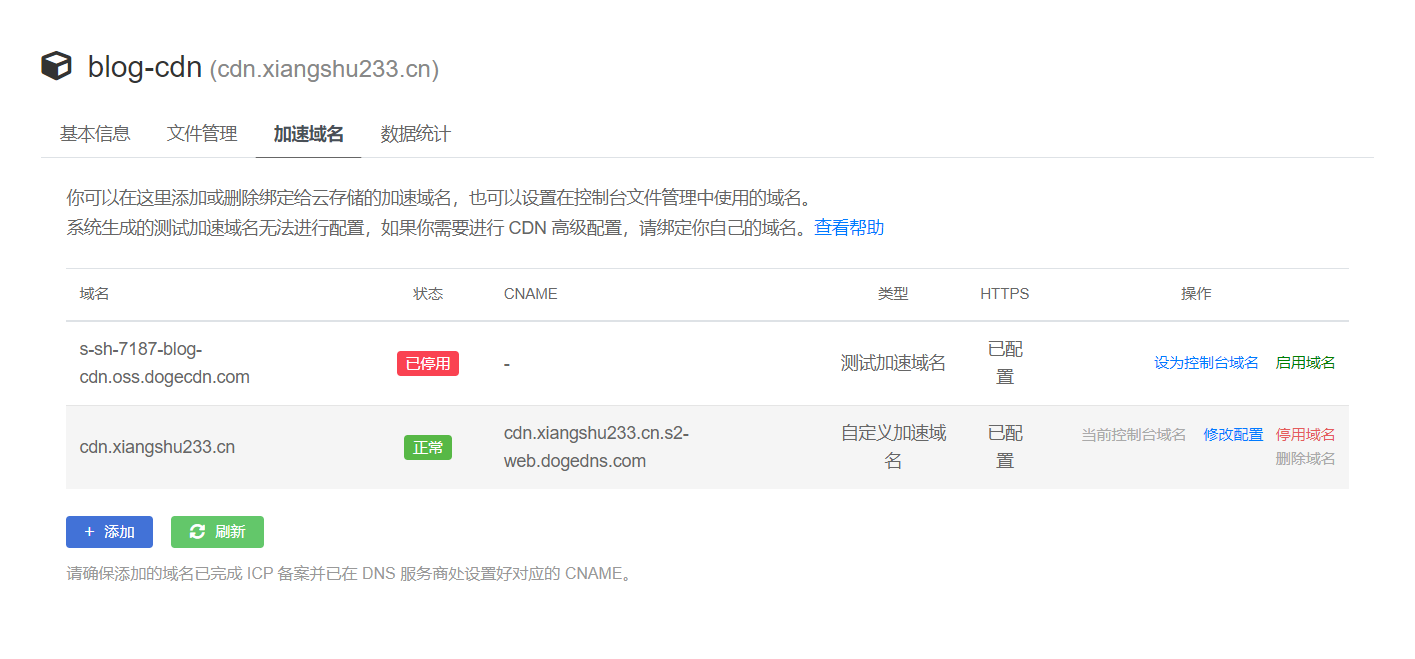 blog-cdn (cdn.xiangshu233.cn)
基本信息 文件管理 加速域名 数据统计
你可以在这里添加或删除绑定给云存储的加速域名，也可以设置在控制台文件管理中使用的域名。
系统生成的测试加速域名无法进行配置，如果你需要进行 CDN 高级配置，请绑定你自己的域名。查看帮助
域名 状态 CNAME 类型 HTTPS 操作
s-sh-7187-blog-
cdn.oss.dogecdn.com
已停用
-
测试加速域名
已配
置
设为控制台域名 启用域名
cdn.xiangshu233.cn
正常
cdn.xiangshu233.cn.s2-
web.dogedns.com
自定义加速域
名
已配
置
当前控制台域名 修改配置 停用域名
删除域名
+ 添加 刷新
请确保添加的域名已完成 ICP 备案并已在 DNS 服务商处设置好对应的 CNAME。